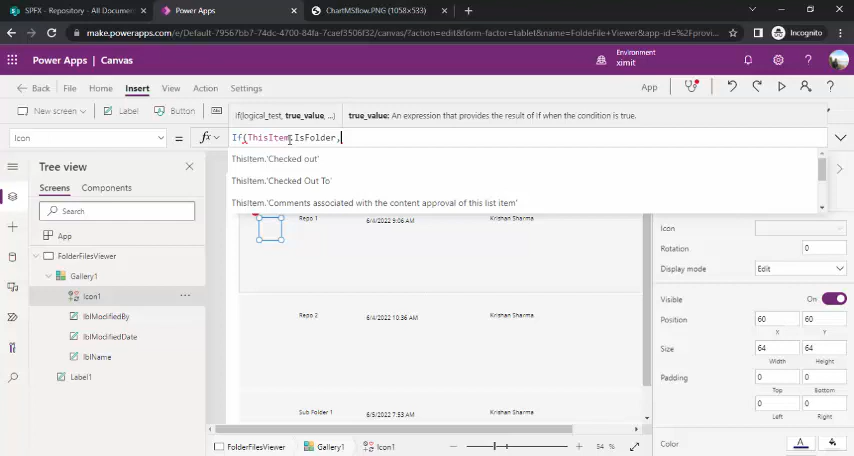 SPFX - Repository - All Documen
Power Apps
ChartMSflow.PNG (1058×533)
make.powerapps.com/e/Default-79567bb7-74dc-4700-8165-7caef3506f32/canvas/?action=edit&form-factor=tablet&name=FoldeFile+Viewer&app-id=%2Fprovi...
Incognito
Power Apps | Canvas
Environment
ximit
Back
File
Home
Insert
View
Action
Settings
App
New screen
Label
Button
if(logical_test, true_value, ...)
true_value: An expression that provides the result of If when the condition is true.
Icon
=
fx
If(ThisItem.IsFolder,
Tree view
ThisItem.'Checked out'
ThisItem.'Checked Out To'
ThisItem.'Comments associated with the content approval of this list item'
Screens
Components
Search
App
FolderFilesViewer
Gallery1
Icon1
lblModifiedBy
lblModifiedDate
lblName
Label1
Repo 1
6/4/2022 9:06 AM
Krishan Sharma
Repo 2
6/4/2022 10:36 AM
Krishan Sharma
Sub Folder 1
6/5/2022 7:53 AM
Krishan Sharma
Icon
Rotation
0
Display mode
Edit
Visible
On
Position
60
60
X
Y
Size
64
64
Width
Height
Padding
0
0
Top
Bottom
0
0
Left
Right
Color
A
FolderFilesViewer
Gallery1
Icon1
54 %